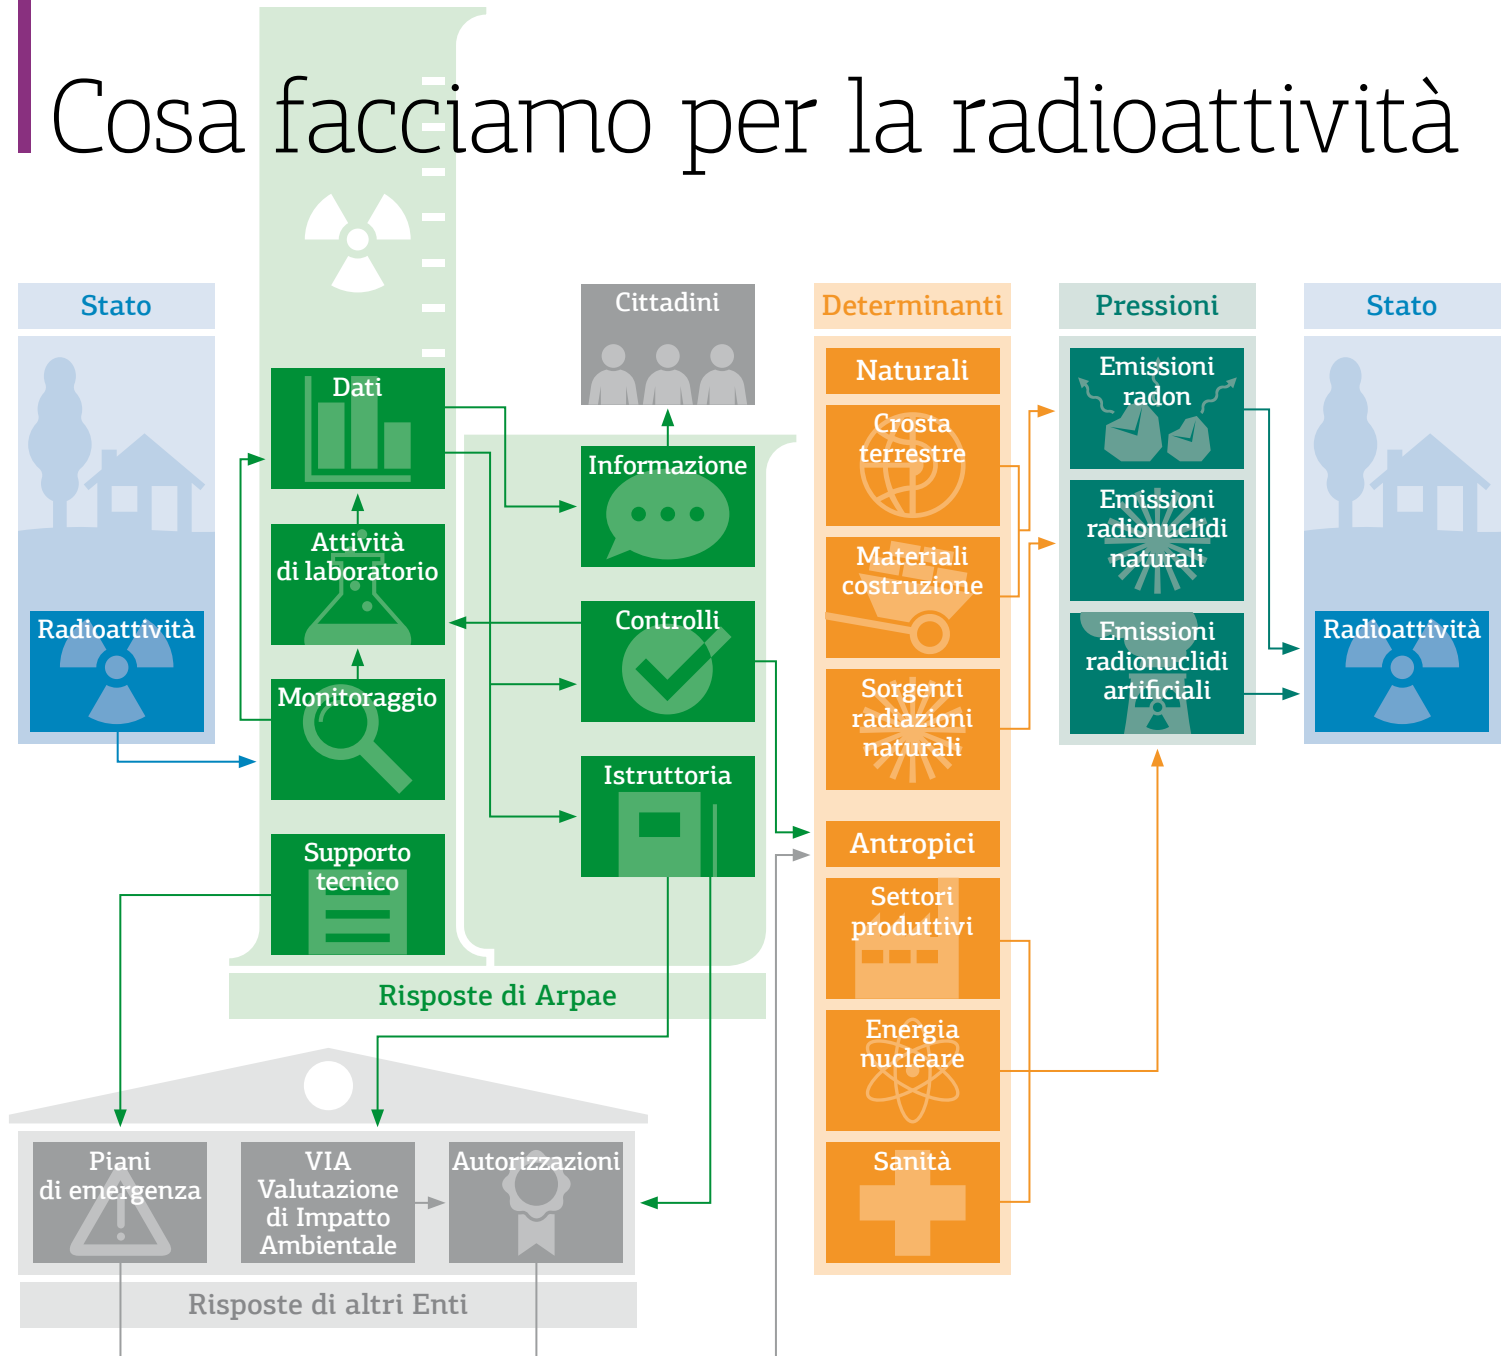 Cosa facciamo per la radioattività
Stato
Radioattività
Dati
Attività
di laboratorio
Monitoraggio
Supporto
tecnico
Cittadini
Informazione
Controlli
Istruttoria
Risposte di Arpae
Piani
di emergenza
VIA
Valutazione
di Impatto
Ambientale
Autorizzazioni
Risposte di altri Enti
Determinanti
Naturali
Crosta
terrestre
Materiali
costruzione
Sorgenti
radiazioni
naturali
Antropici
Settori
produttivi
Energia
nucleare
Sanità
Pressioni
Emissioni
radon
Emissioni
radionuclidi
naturali
Emissioni
radionuclidi
artificiali
Stato
Radioattività